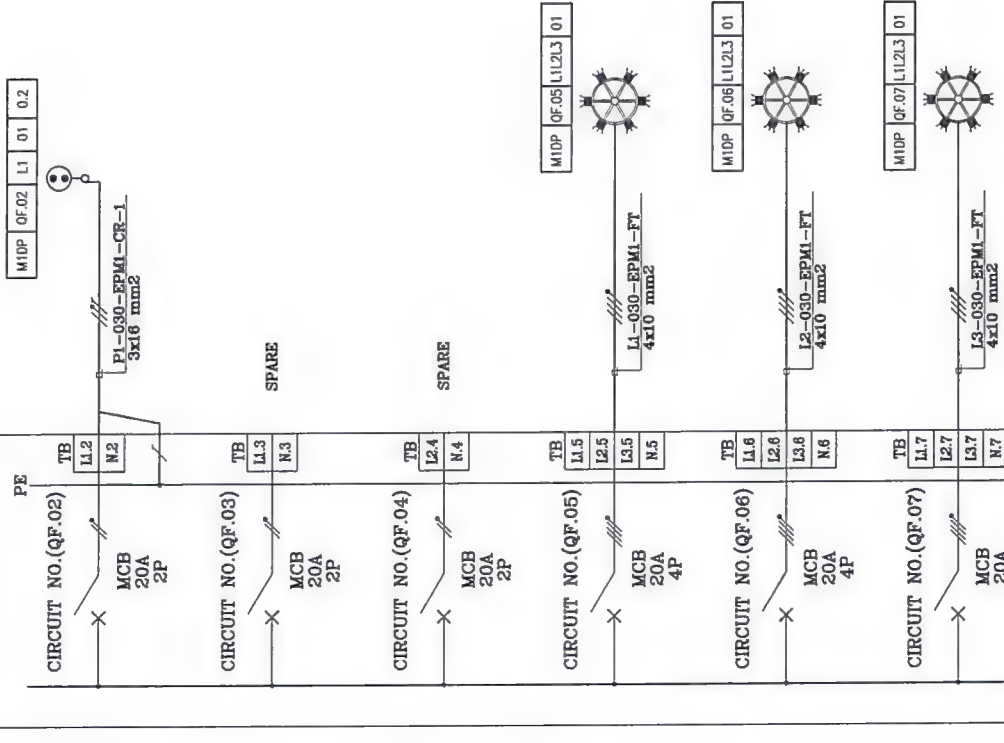 PE
M1DP QF.02 L1 01 0.2
P1-030-EPM1-CR-1
3x16 mm2
TB
L1.2
N.2
CIRCUIT NO.(QF.02)
MCB
20A
2P
SPARE
TB
L1.3
N.3
CIRCUIT NO.(QF.03)
MCB
20A
2P
SPARE
TB
L2.4
N.4
CIRCUIT NO.(QF.04)
MCB
20A
2P
M1DP QF.05 L1L2L3 01
L1-030-EPM1-FT
4x10 mm2
TB
L1.5
L2.5
L3.5
N.5
CIRCUIT NO.(QF.05)
MCB
20A
4P
M1DP QF.06 L1L2L3 01
L2-030-EPM1-FT
4x10 mm2
TB
L1.6
L2.6
L3.6
N.6
CIRCUIT NO.(QF.06)
MCB
20A
4P
M1DP QF.07 L1L2L3 01
L3-030-EPM1-FT
4x10 mm2
TB
L1.7
L2.7
L3.7
N.7
CIRCUIT NO.(QF.07)
MCB
20A